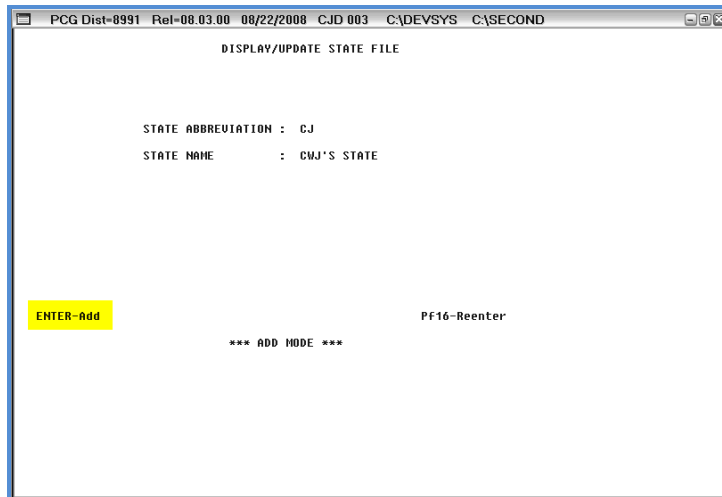 PCG Dist=8991 Rel=08.03.00 08/22/2008 CJD 003 C:\DEVSYS C:\SECOND
DISPLAY/UPDATE STATE FILE
STATE ABBREVIATION : CJ
STATE NAME : CWJ'S STATE
ENTER-Add Pf16-Reenter
*** ADD MODE ***